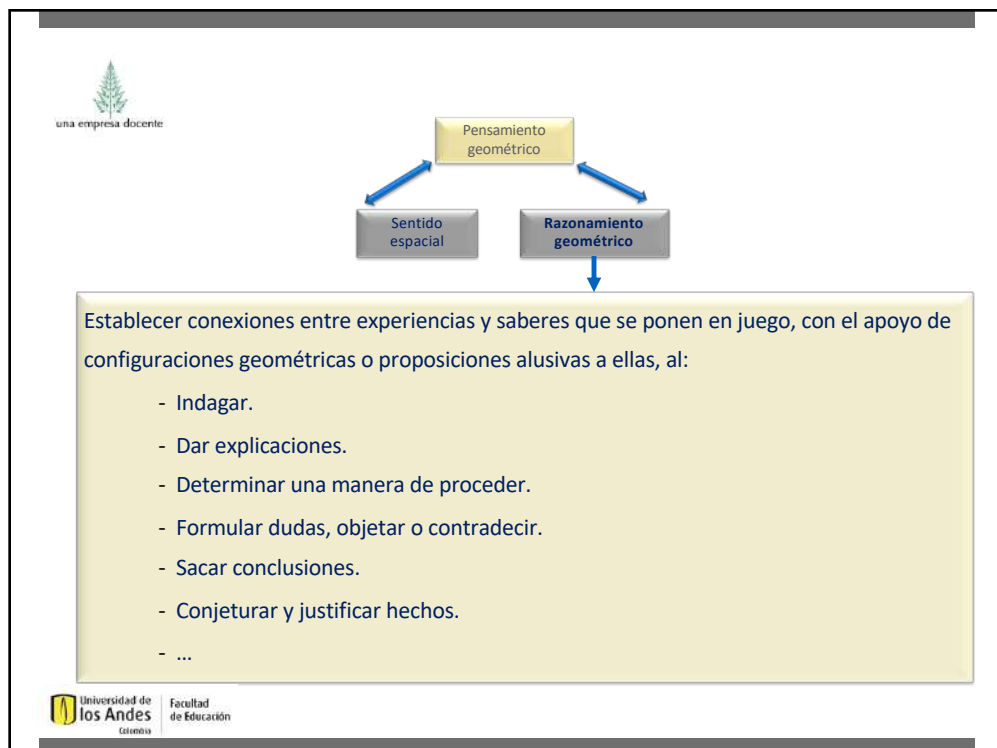 una empresa docente
Pensamiento
geométrico
Sentido
espacial
Razonamiento
geométrico
Establecer conexiones entre experiencias y saberes que se ponen en juego, con el apoyo de
configuraciones geométricas o proposiciones alusivas a ellas, al:
- Indagar.
- Dar explicaciones.
- Determinar una manera de proceder.
- Formular dudas, objetar o contradecir.
- Sacar conclusiones.
- Conjeturar y justificar hechos.
- ...
Universidad de
los Andes
Colombia
Facultad
de Educación